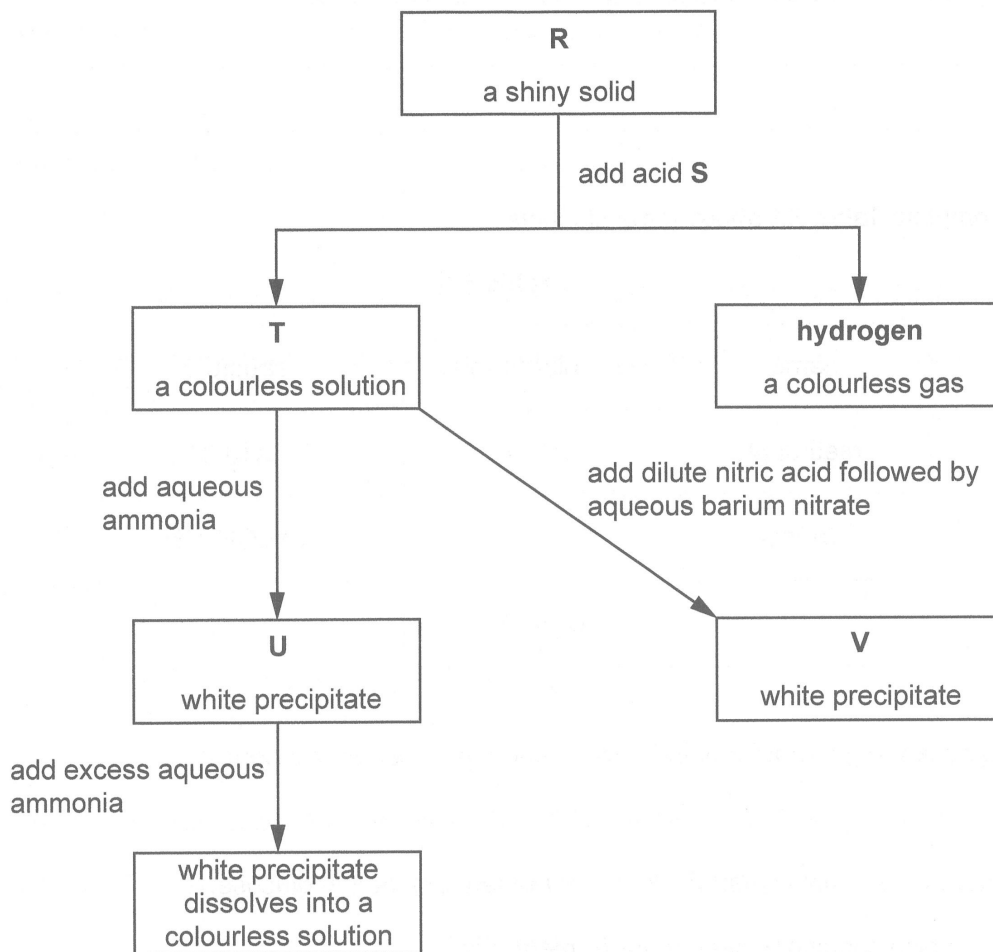 R
a shiny solid
add acid S
T
a colourless solution
hydrogen
a colourless gas
add aqueous
ammonia
add dilute nitric acid followed by
aqueous barium nitrate
U
white precipitate
V
white precipitate
add excess aqueous
ammonia
white precipitate
dissolves into a
colourless solution